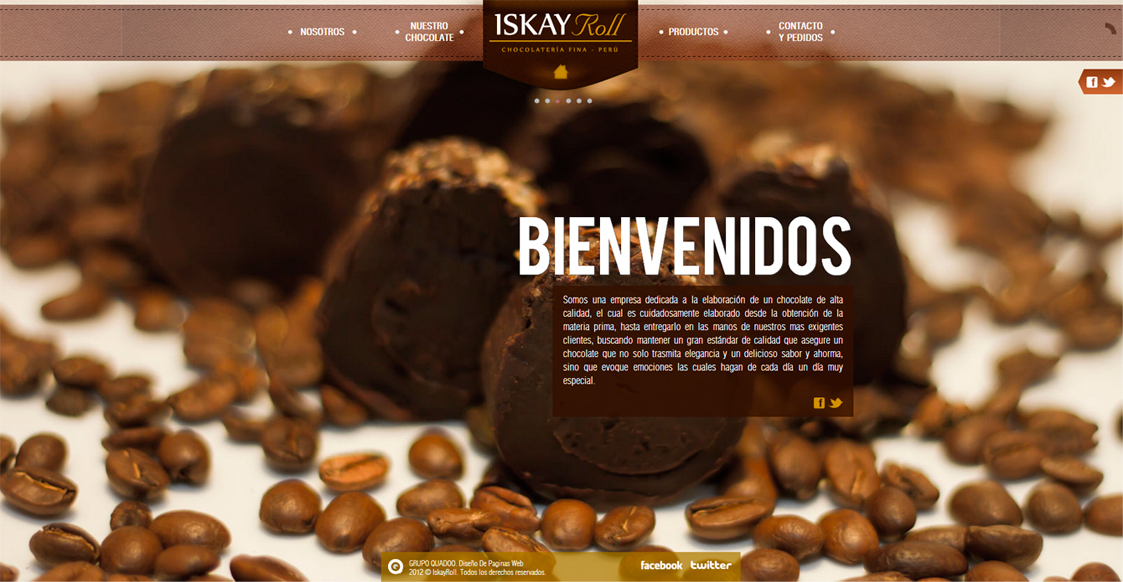 NOSOTROS
NUESTRO
CHOCOLATE
ISKAY Roll
CHOCOLATERÍA FINA - PERÚ
PRODUCTOS
CONTACTO
Y PEDIDOS
BIENVENIDOS
Somos una empresa dedicada a la elaboración de un chocolate de alta
calidad, el cual es cuidadosamente elaborado desde la obtención de la
materia prima, hasta entregarlo en las manos de nuestros mas exigentes
clientes, buscando mantener un gran estándar de calidad que asegure un
chocolate que no solo trasmita elegancia y un delicioso sabor y ahorma,
sino que evoque emociones las cuales hagan de cada día un día muy
especial.
GRUPO QUADOO. Diseño De Paginas Web
2012 © IskayRoll. Todos los derechos reservados.
facebook
twitter